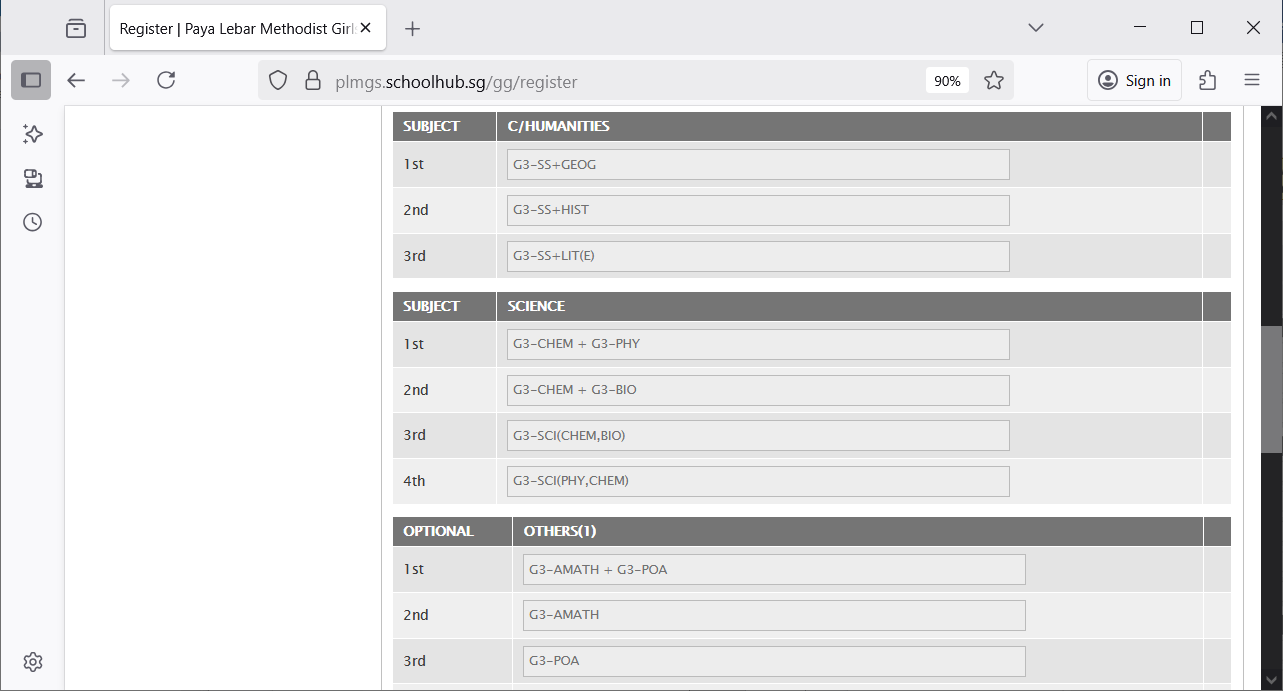 Register | Paya Lebar Methodist Girl
plmgs.schoolhub.sg/gg/register
90%
Sign in
SUBJECT C/HUMANITIES
1st G3-SS+GEOG
2nd G3-SS+HIST
3rd G3-SS+LIT(E)
SUBJECT SCIENCE
1st G3-CHEM + G3-PHY
2nd G3-CHEM + G3-BIO
3rd G3-SCI(CHEM,BIO)
4th G3-SCI(PHY,CHEM)
OPTIONAL OTHERS(1)
1st G3-AMATH + G3-POA
2nd G3-AMATH
3rd G3-POA